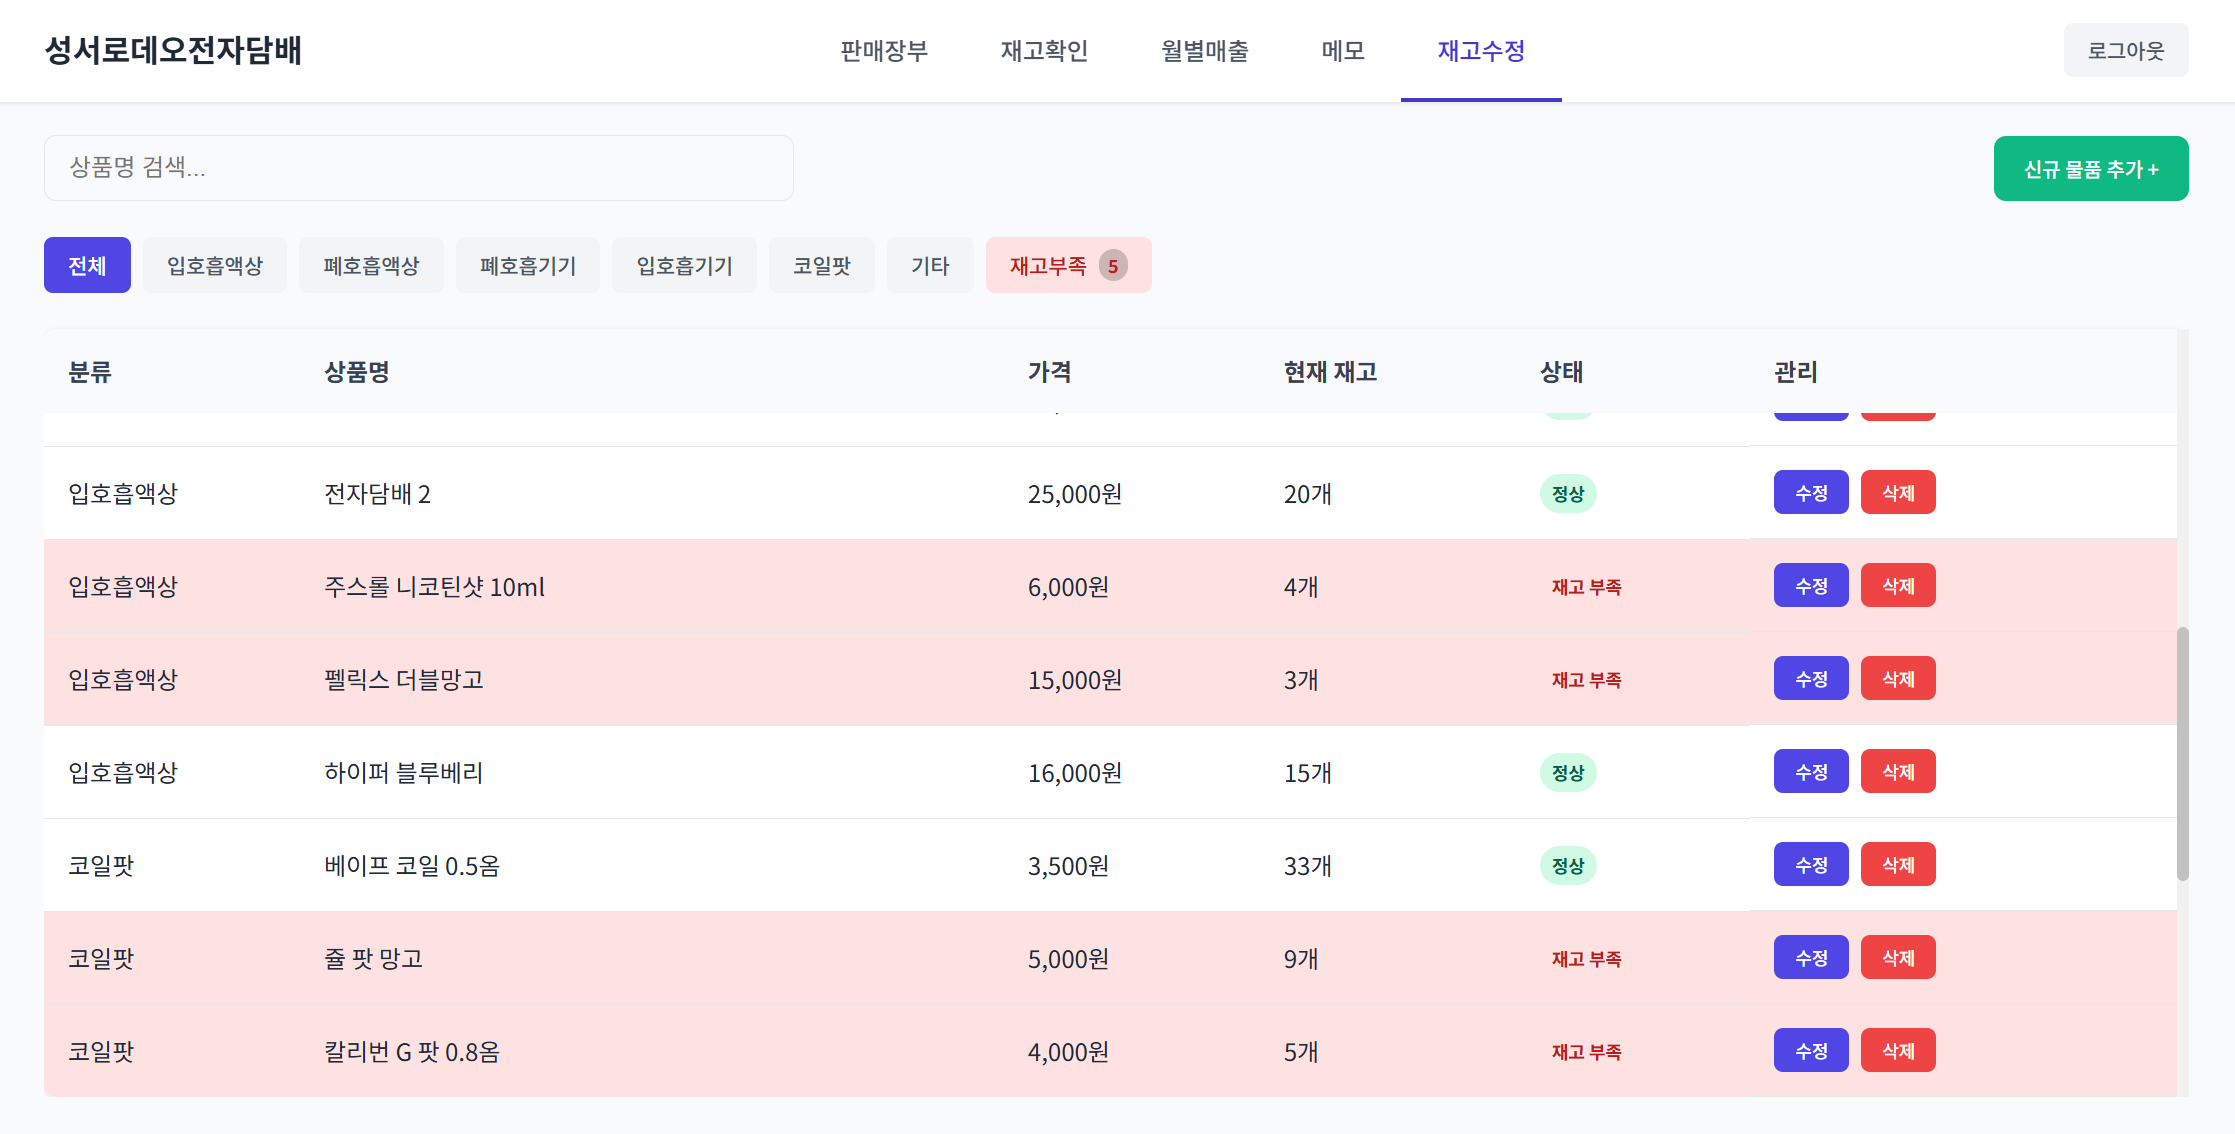 성서로데오전자담배
판매장부 재고확인 월별매출 메모 재고수정
로그아웃
상품명 검색...
신규 물품 추가 +
전체 입호흡액상 폐호흡액상 폐호흡기기 입호흡기기 코일팟 기타 재고부족 5
분류 상품명 가격 현재 재고 상태 관리
입호흡액상 전자담배 2 25,000원 20개 정상 수정 삭제
입호흡액상 주스롤 니코틴샷 10ml 6,000원 4개 재고 부족 수정 삭제
입호흡액상 펠릭스 더블망고 15,000원 3개 재고 부족 수정 삭제
입호흡액상 하이퍼 블루베리 16,000원 15개 정상 수정 삭제
코일팟 베이프 코일 0.5옴 3,500원 33개 정상 수정 삭제
코일팟 쥴 팟 망고 5,000원 9개 재고 부족 수정 삭제
코일팟 칼리번 G 팟 0.8옴 4,000원 5개 재고 부족 수정 삭제